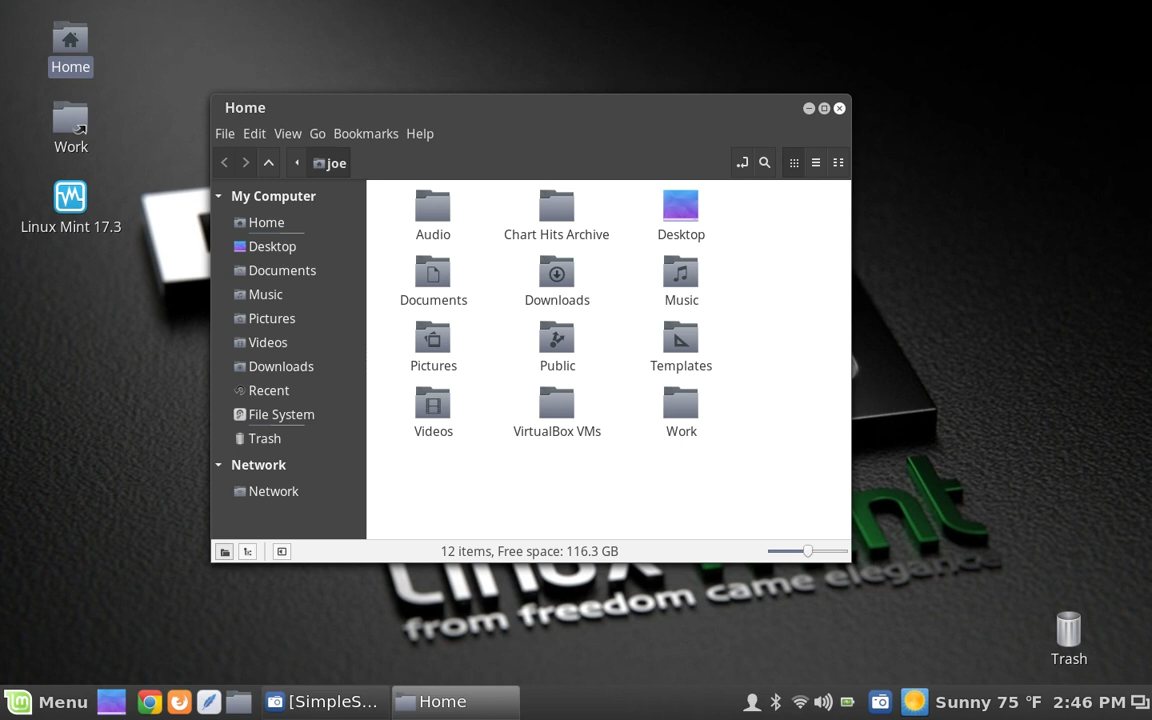 Home
Work
Linux Mint 17.3
Home
File Edit View Go Bookmarks Help
joe
My Computer
Home
Desktop
Documents
Music
Pictures
Videos
Downloads
Recent
File System
Trash
Network
Network
Audio Chart Hits Archive Desktop
Documents Downloads Music
Pictures Public Templates
Videos VirtualBox VMs Work
12 items, Free space: 116.3 GB
from freedom came elegance
Trash
Menu [SimpleS... Home Sunny 75 °F 2:46 PM